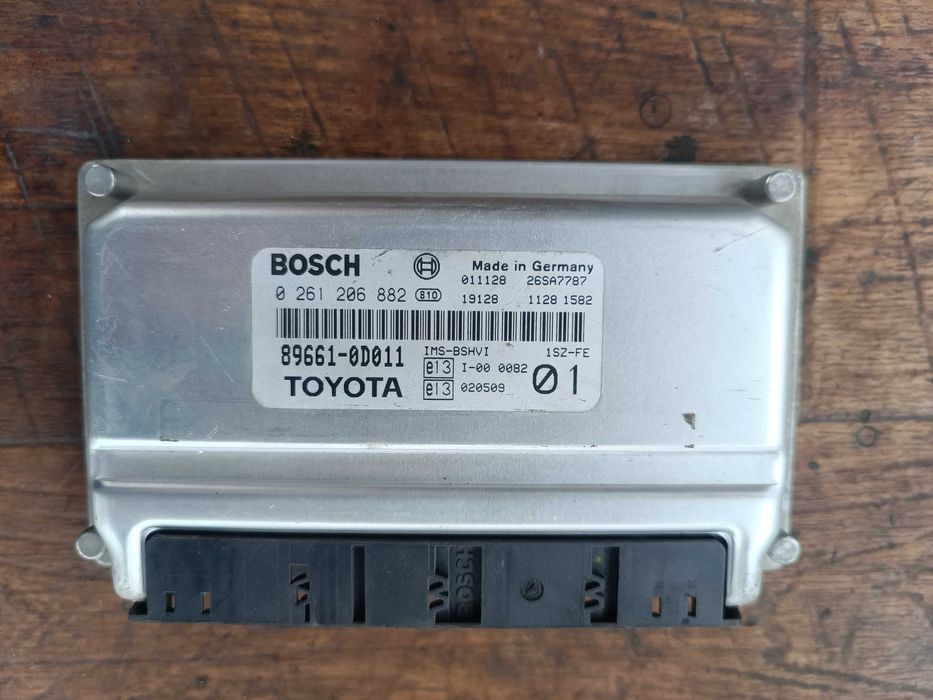 BOSCH Made in Germany
011128 26SA7787
0 261 206 882 810 19128 1128 1582
89661-0D011 IMS-BSHVI 1SZ-FE
e13 I-00 0082 01
TOYOTA e13 020509
BOSCH